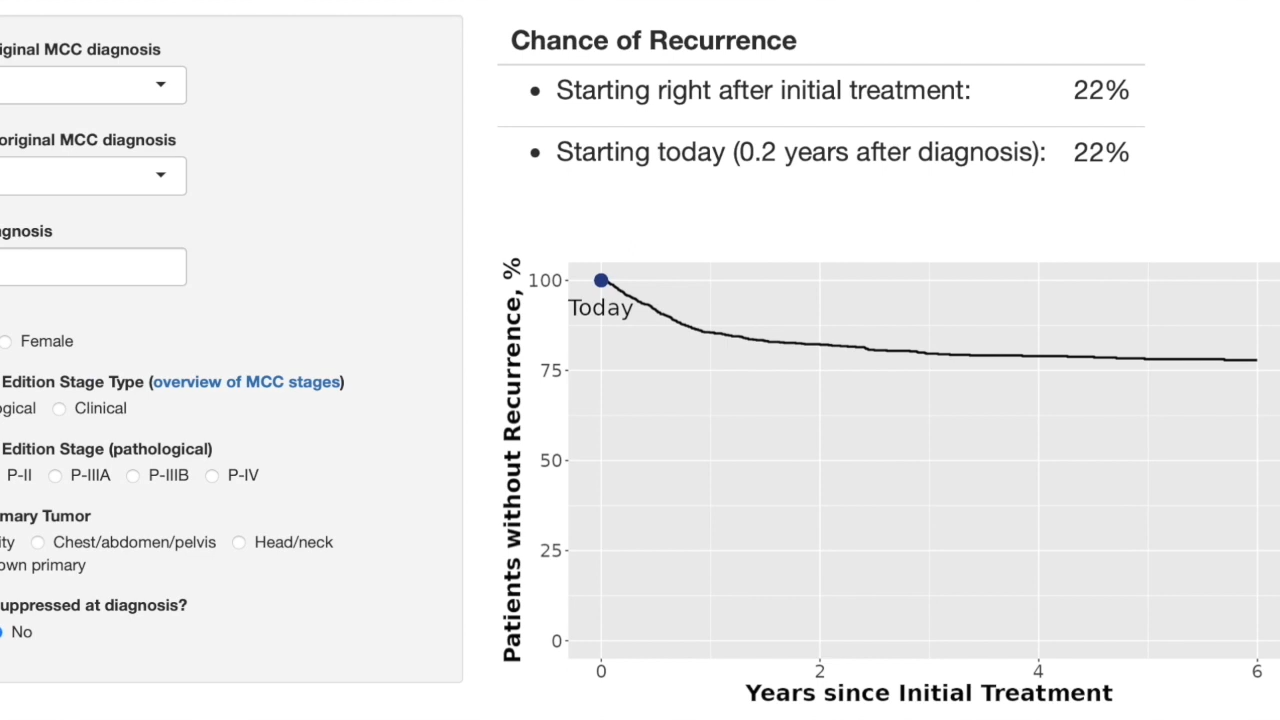 iginal MCC diagnosis
original MCC diagnosis
gnosis
Female
Edition Stage Type (overview of MCC stages)
ogical Clinical
Edition Stage (pathological)
P-II P-IIIA P-IIIB P-IV
mary Tumor
ity Chest/abdomen/pelvis Head/neck
own primary
uppressed at diagnosis?
No
Chance of Recurrence
• Starting right after initial treatment: 22%
• Starting today (0.2 years after diagnosis): 22%
Patients without Recurrence, %
100
75
50
25
0
Today
0 2 4 6
Years since Initial Treatment